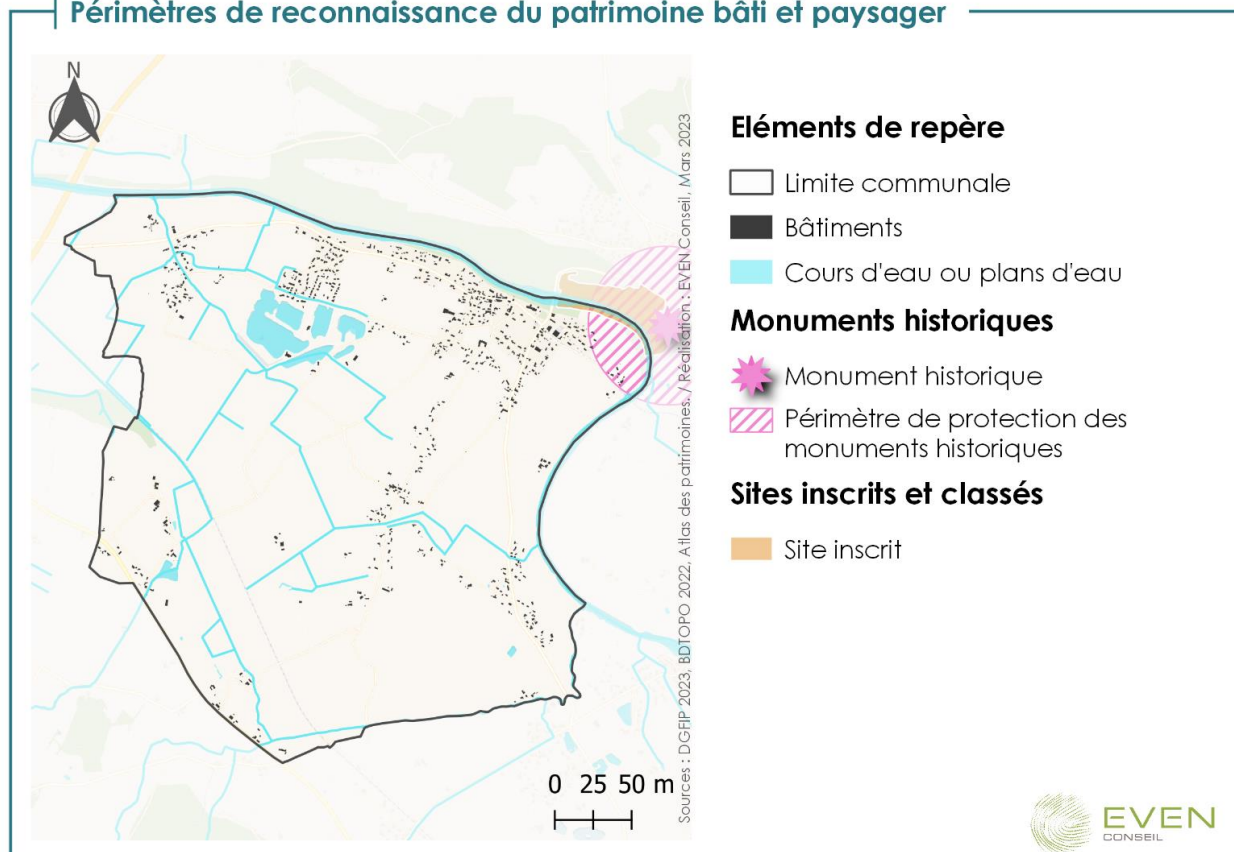 Périmètres de reconnaissance du patrimoine bâti et paysager
N
Sources : DGFIP 2023, BDTOPO 2022, Atlas des patrimoines, / Réalisation : EVEN Conseil, Mars 2023
0 25 50 m
Eléments de repère
Limite communale
Bâtiments
Cours d'eau ou plans d'eau
Monuments historiques
Monument historique
Périmètre de protection des
monuments historiques
Sites inscrits et classés
Site inscrit
EVEN
CONSEIL